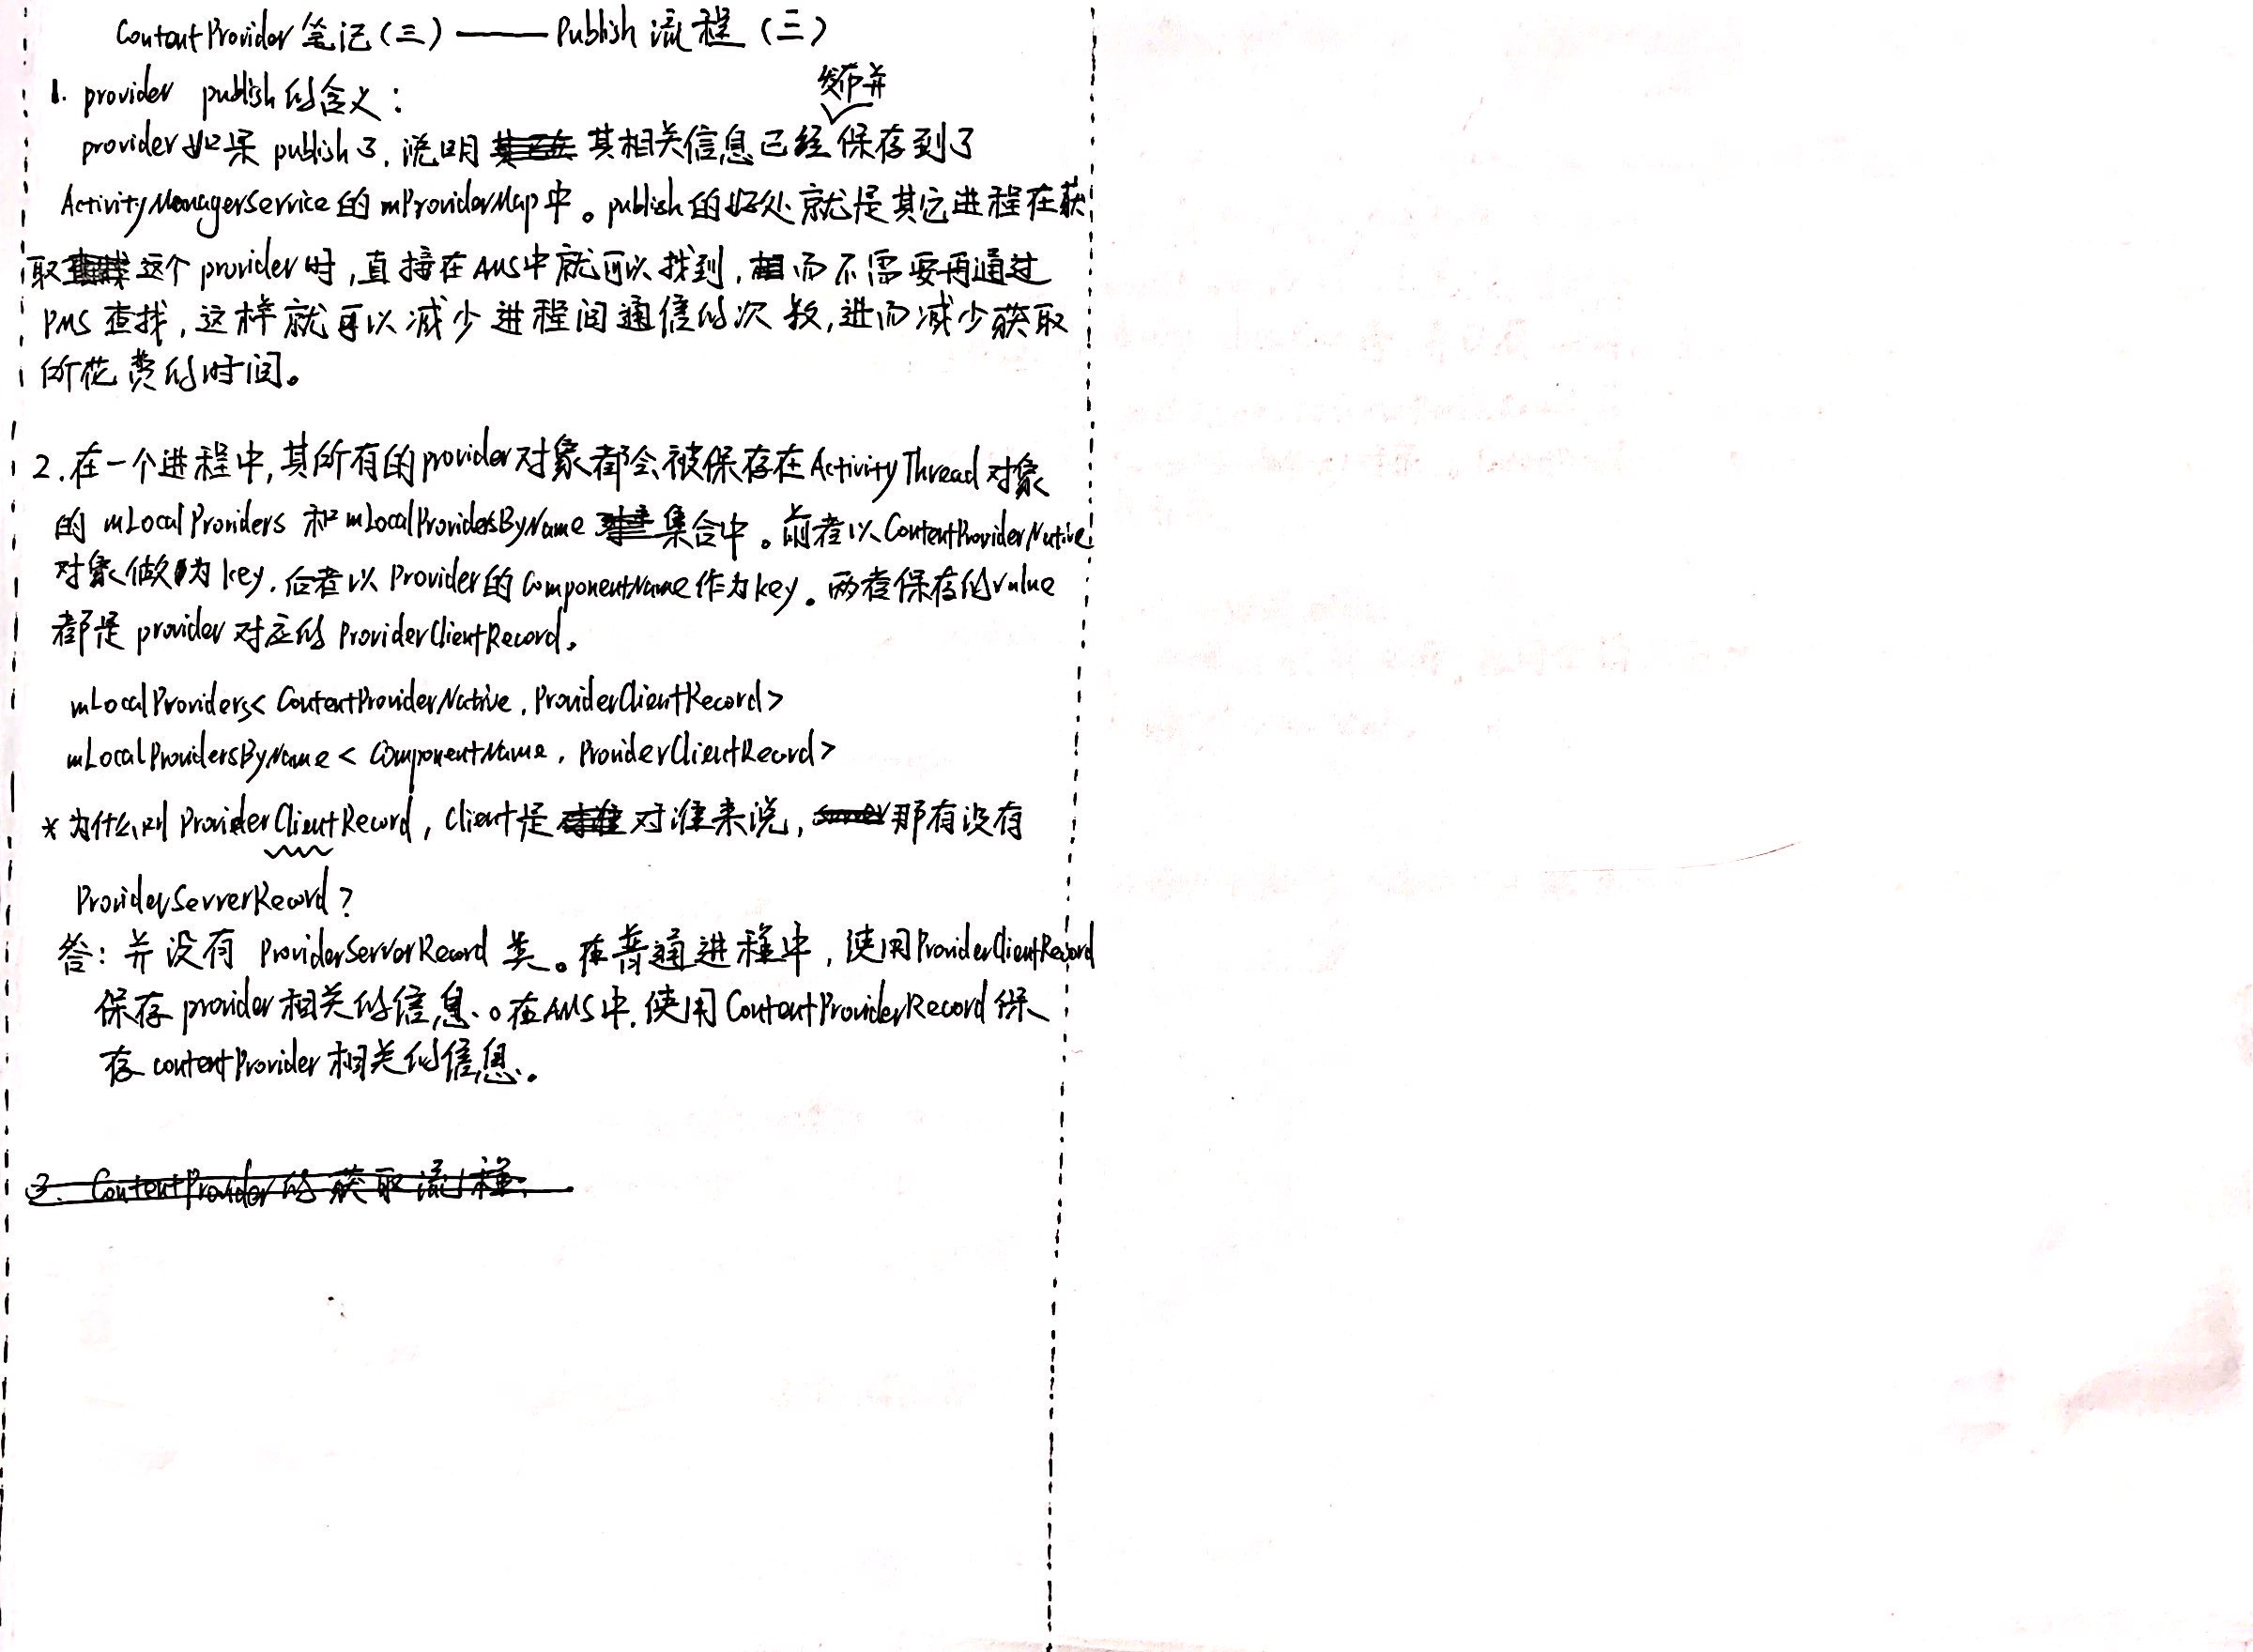 ContentProvider笔记(三)——Publish流程(三)
1. provider publish的含义：
发布并
provider如果publish了，说明其相关信息已经保存到了
ActivityManagerService的mProviderMap中。publish的好处就是其它进程在获
取这个provider时，直接在AMS中就可以找到，而不需要再通过
PMS查找，这样就可以减少进程间通信的次数，进而减少获取
所花费的时间。
2.在一个进程中，其所有的provider对象都会被保存在ActivityThread对象
的mLocalProviders和mLocalProvidersByName集合中。前者以ContentProviderNative
对象做为key，后者以Provider的ComponentName作为key。两者保存的value
都是provider对应的ProviderClientRecord。
mLocalProviders<ContentProviderNative，ProviderClientRecord>
mLocalProvidersByName<ComponentName，ProviderClientRecord>
*为什么叫ProviderClientRecord，client是对谁来说，那有没有
ProviderServerRecord？
答：并没有ProviderServerRecord类。在普通进程中，使用ProviderClientRecord
保存provider相关的信息。在AMS中，使用ContentProviderRecord保
存contentProvider相关的信息。
3. ContentProvider的获取流程